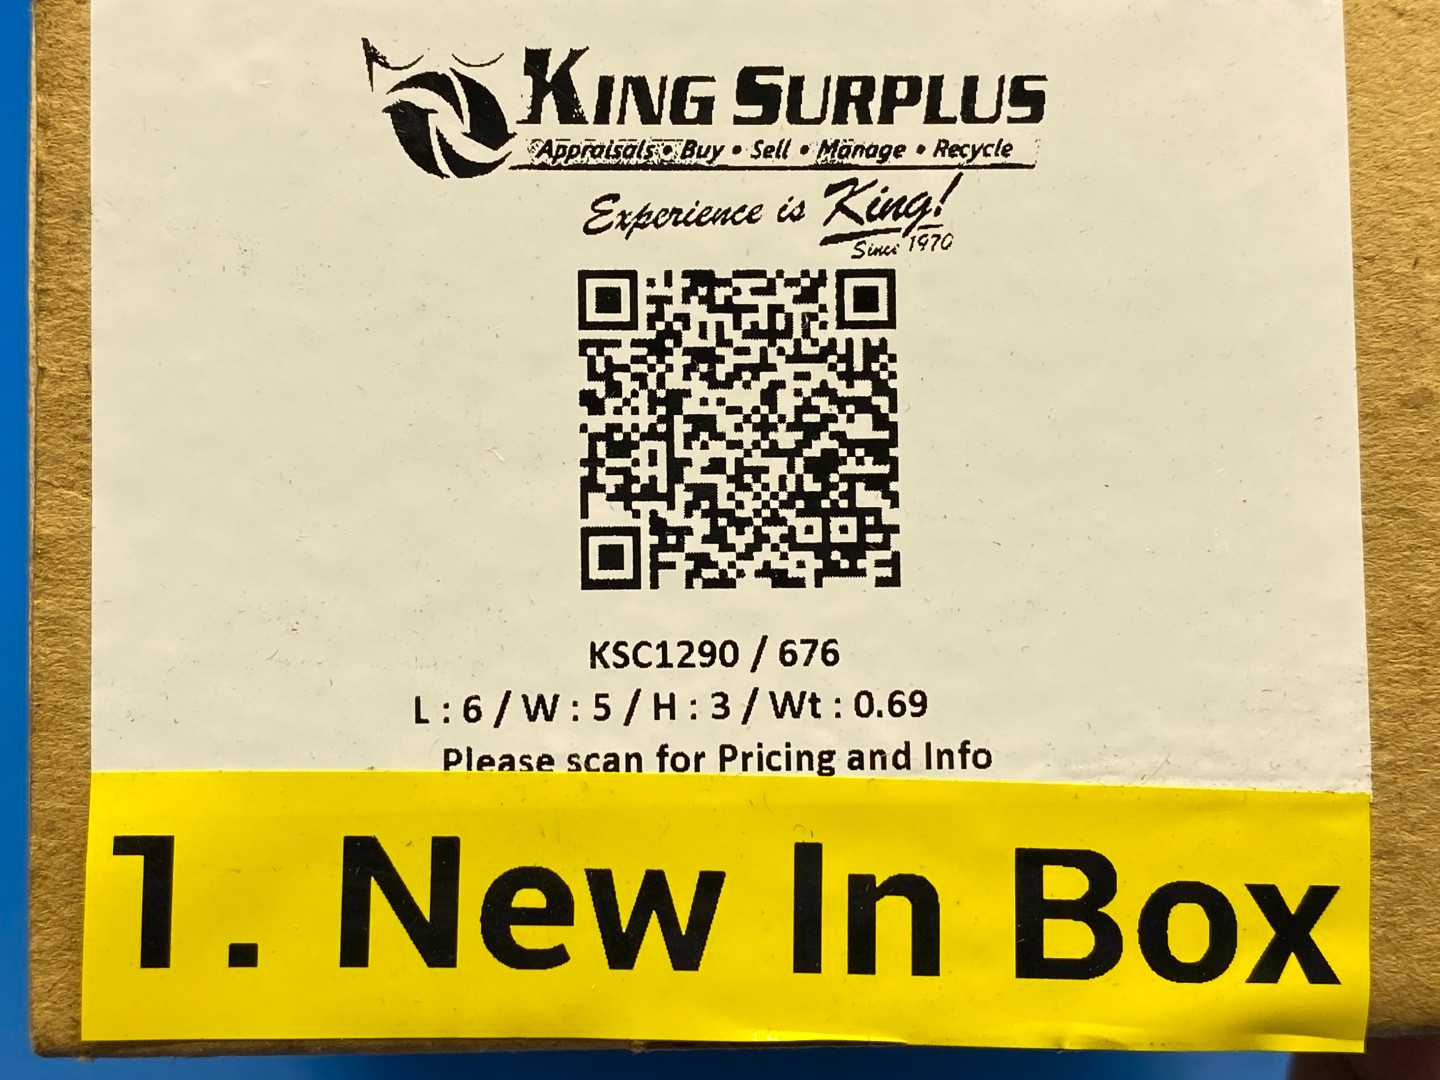 KING SURPLUS
Appraisals • Buy • Sell • Manage • Recycle
Experience is King!
Since 1970
KSC1290 / 676
L : 6 / W : 5 / H : 3 / Wt : 0.69
Please scan for Pricing and Info
1. New In Box